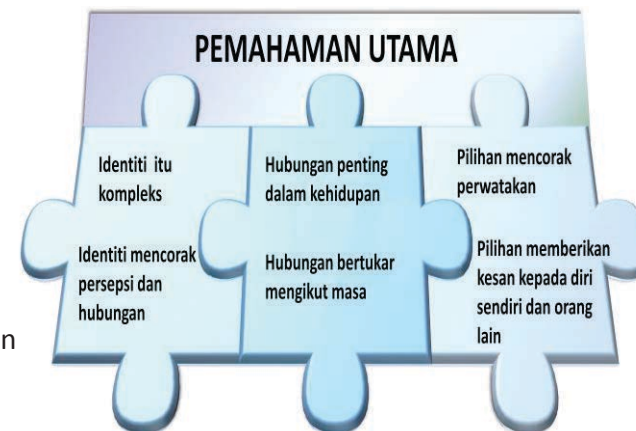 PEMAHAMAN UTAMA
Identiti itu
kompleks
Identiti mencorak
persepsi dan
hubungan
Hubungan penting
dalam kehidupan
Hubungan bertukar
mengikut masa
Pilihan mencorak
perwatakan
Pilihan memberikan
kesan kepada diri
sendiri dan orang
lain
n